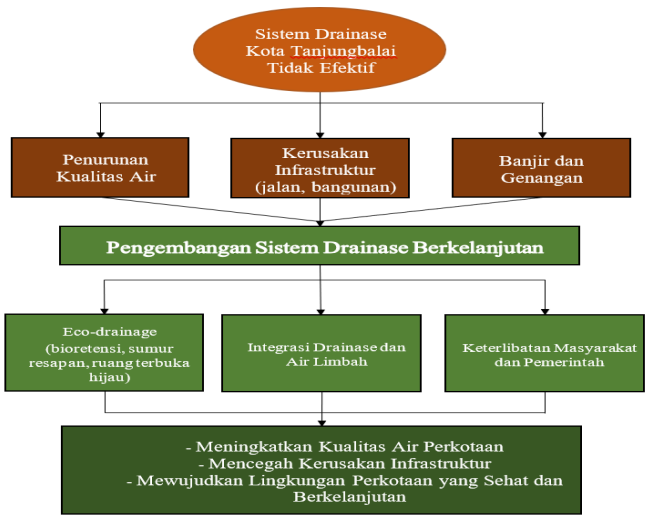 Sistem Drainase
Kota Tanjungbalai
Tidak Efektif
Penurunan
Kualitas Air
Kerusakan
Infrastruktur
(jalan, bangunan)
Banjir dan
Genangan
Pengembangan Sistem Drainase Berkelanjutan
Eco-drainage
(bioretensi, sumur
resapan, ruang terbuka
hijau)
Integrasi Drainase dan
Air Limbah
Keterlibatan Masyarakat
dan Pemerintah
- Meningkatkan Kualitas Air Perkotaan
- Mencegah Kerusakan Infrastruktur
- Mewujudkan Lingkungan Perkotaan yang Sehat dan
Berkelanjutan